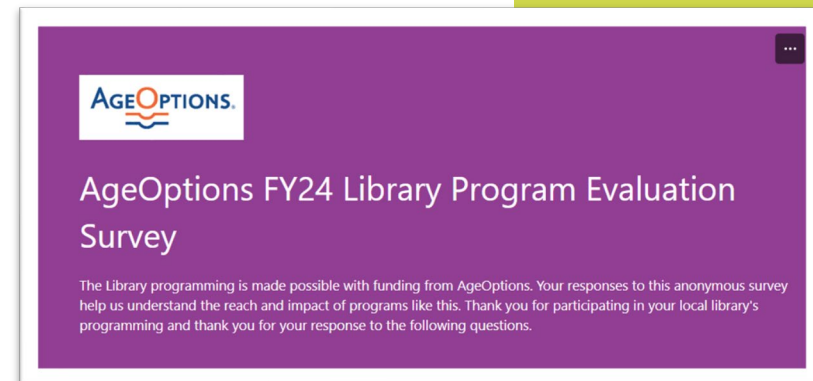 ...
AGEOPTIONS.
AgeOptions FY24 Library Program Evaluation
Survey
The Library programming is made possible with funding from AgeOptions. Your responses to this anonymous survey
help us understand the reach and impact of programs like this. Thank you for participating in your local library's
programming and thank you for your response to the following questions.